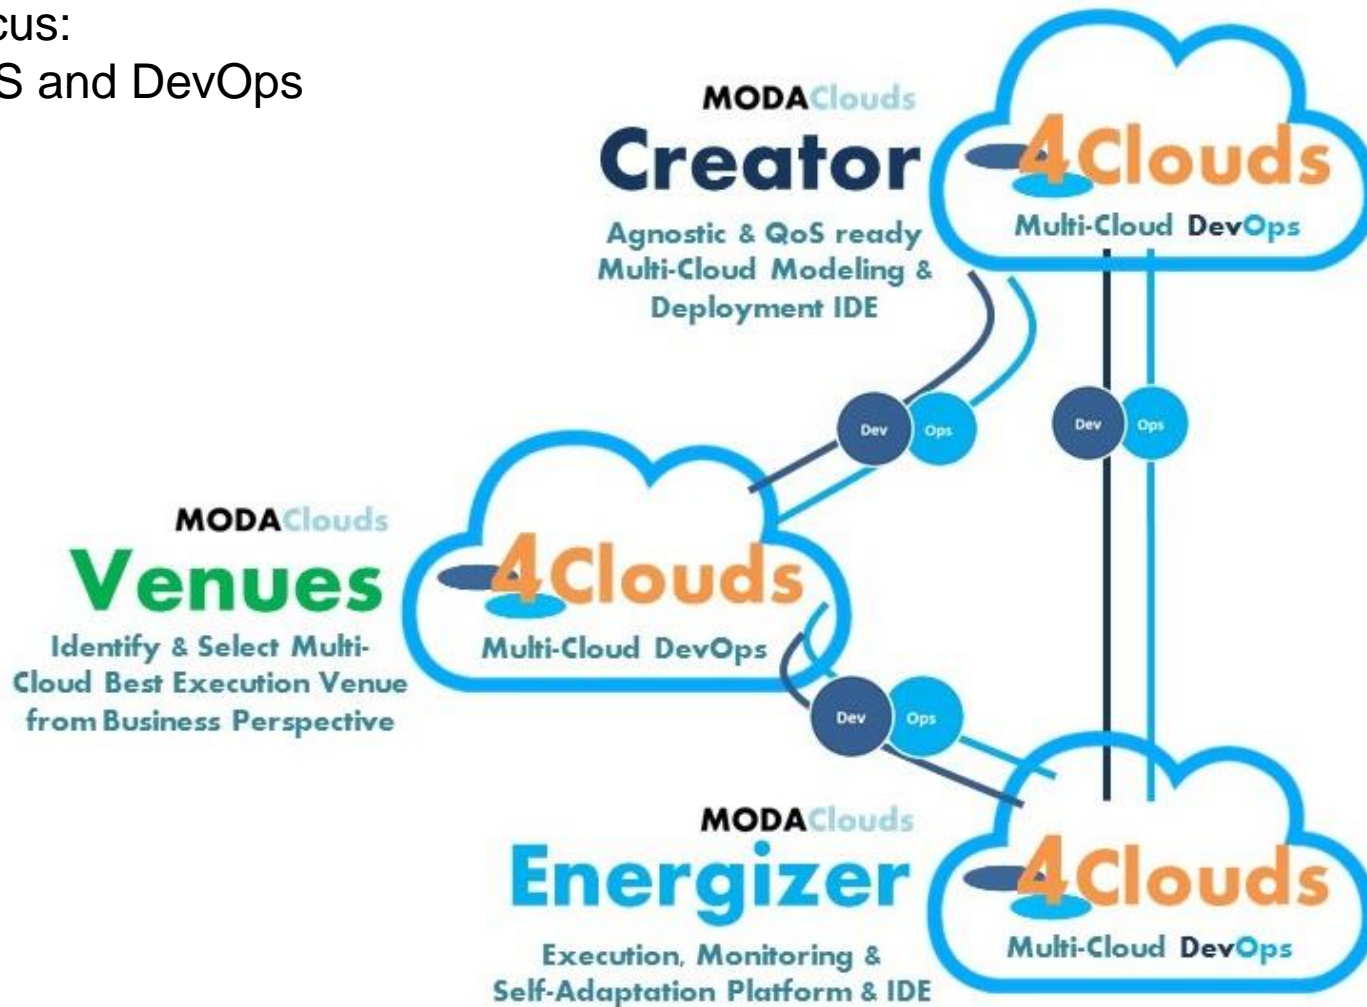 cus:
S and DevOps
MODAClouds
Creator
Agnostic & QoS ready
Multi-Cloud Modeling &
Deployment IDE
4Clouds
Multi-Cloud DevOps
Dev Ops
Dev Ops
MODAClouds
Venues
Identify & Select Multi-
Cloud Best Execution Venue
from Business Perspective
4Clouds
Multi-Cloud DevOps
Dev Ops
MODAClouds
Energizer
Execution, Monitoring &
Self-Adaptation Platform & IDE
4Clouds
Multi-Cloud DevOps